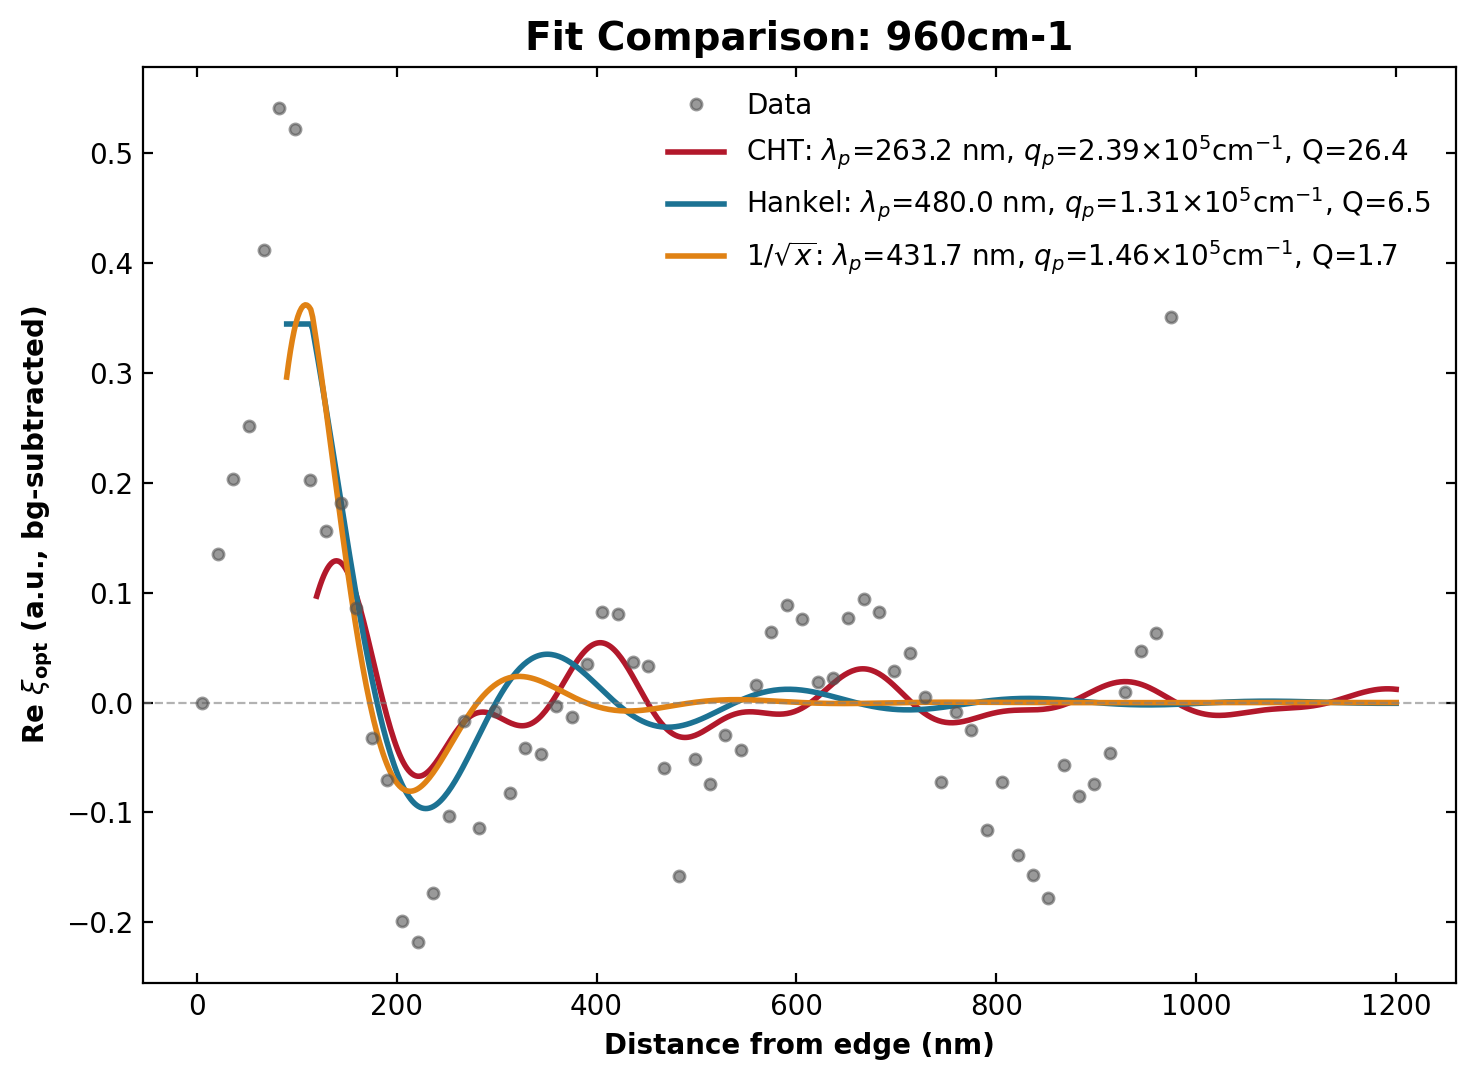 Fit Comparison: 960cm-1
Data
CHT: λₚ=263.2 nm, qₚ=2.39×10⁵cm⁻¹, Q=26.4
Hankel: λₚ=480.0 nm, qₚ=1.31×10⁵cm⁻¹, Q=6.5
1/√x: λₚ=431.7 nm, qₚ=1.46×10⁵cm⁻¹, Q=1.7
Re ξopt (a.u., bg-subtracted)
0.5
0.4
0.3
0.2
0.1
0.0
−0.1
−0.2
0 200 400 600 800 1000 1200
Distance from edge (nm)